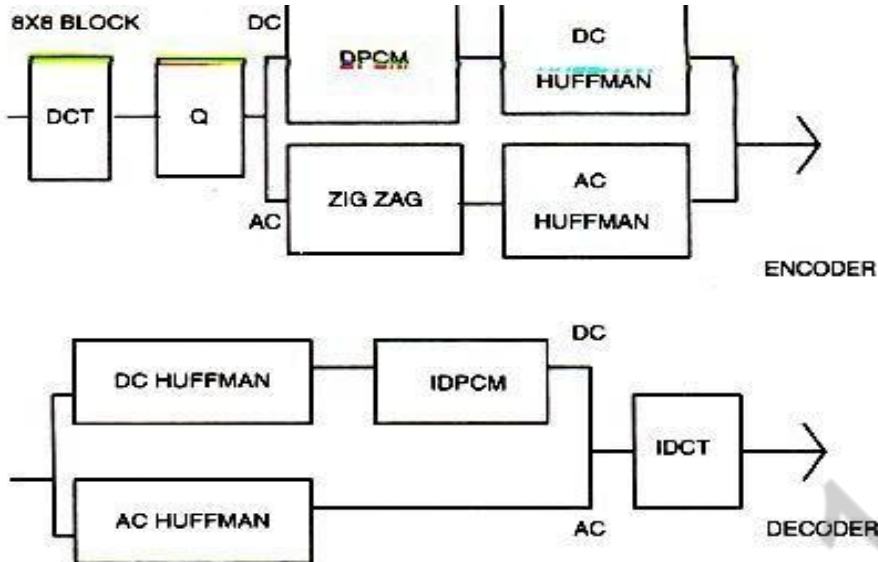 8X8 BLOCK
DC
DCT
Q
DPCM
DC
HUFFMAN
AC
ZIG ZAG
AC
HUFFMAN
ENCODER
DC HUFFMAN
IDPCM
DC
IDCT
AC HUFFMAN
AC
DECODER